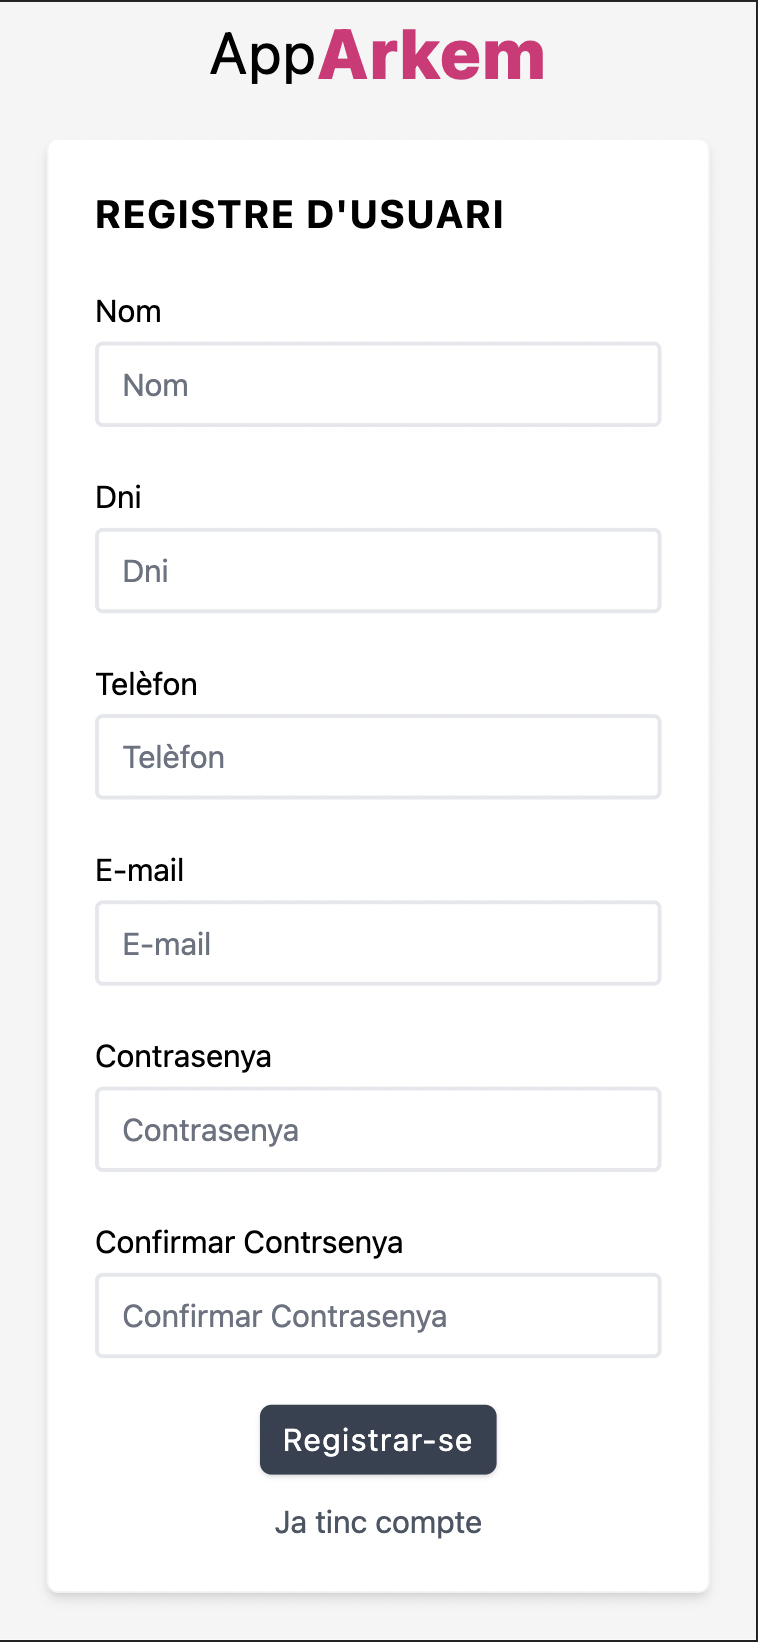 AppArkem
REGISTRE D'USUARI
Nom
Nom
Dni
Dni
Telèfon
Telèfon
E-mail
E-mail
Contrasenya
Contrasenya
Confirmar Contrsenya
Confirmar Contrasenya
Registrar-se
Ja tinc compte